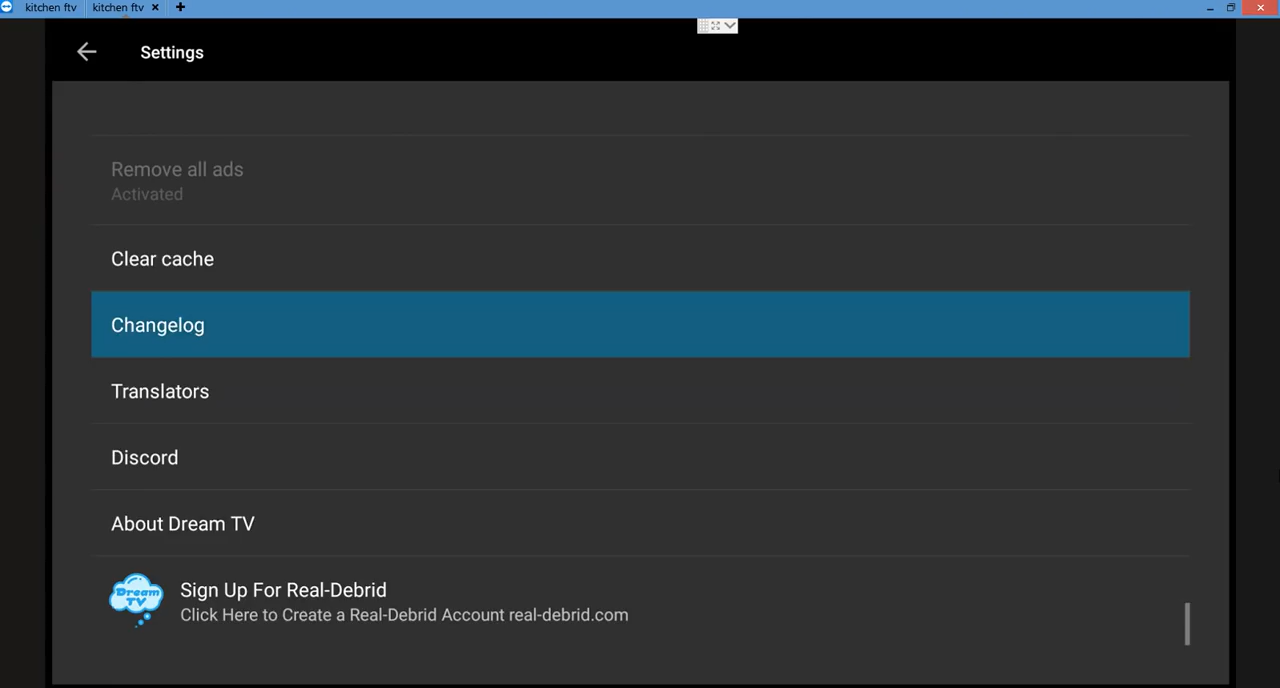 kitchen ftv
kitchen ftv
Settings
Remove all ads
Activated
Clear cache
Changelog
Translators
Discord
About Dream TV
Dream
TV
Sign Up For Real-Debrid
Click Here to Create a Real-Debrid Account real-debrid.com